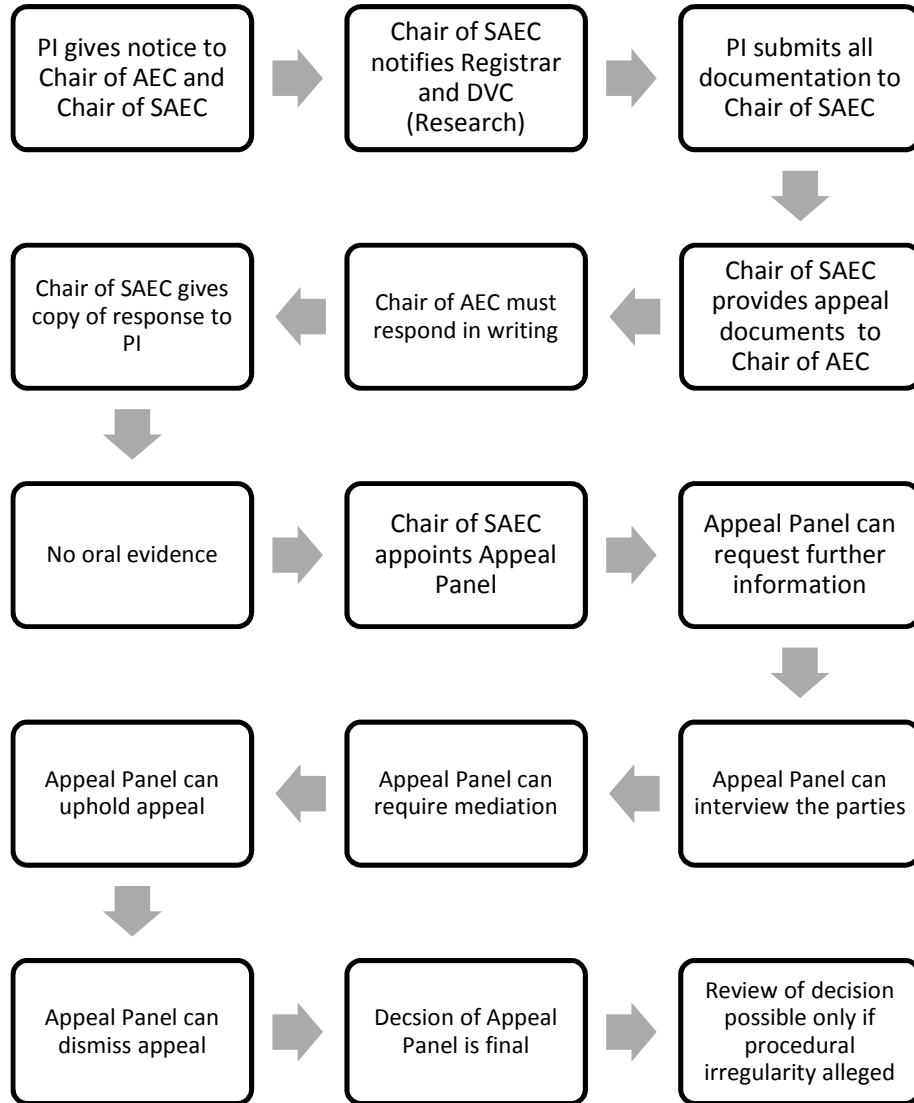 PI gives notice to
Chair of AEC and
Chair of SAEC
Chair of SAEC
notifies Registrar
and DVC
(Research)
PI submits all
documentation to
Chair of SAEC
Chair of SAEC
provides appeal
documents to
Chair of AEC
Chair of AEC must
respond in writing
Chair of SAEC gives
copy of response to
PI
No oral evidence
Chair of SAEC
appoints Appeal
Panel
Appeal Panel can
request further
information
Appeal Panel can
interview the parties
Appeal Panel can
require mediation
Appeal Panel can
uphold appeal
Appeal Panel can
dismiss appeal
Decsion of Appeal
Panel is final
Review of decision
possible only if
procedural
irregularity alleged